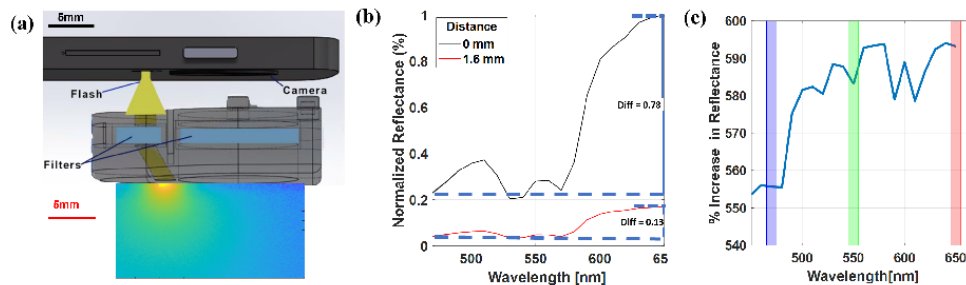 (a)
5mm
Flash
Camera
Filters
5mm
(b)
Normalized Reflectance (%)
1
0.8
0.6
0.4
0.2
0
Distance
0 mm
1.6 mm
Diff = 0.78
Diff = 0.13
500
550
600
65
Wavelength [nm]
(c)
% Increase in Reflectance
600
590
580
570
560
550
540
500
550
600
650
Wavelength[nm]